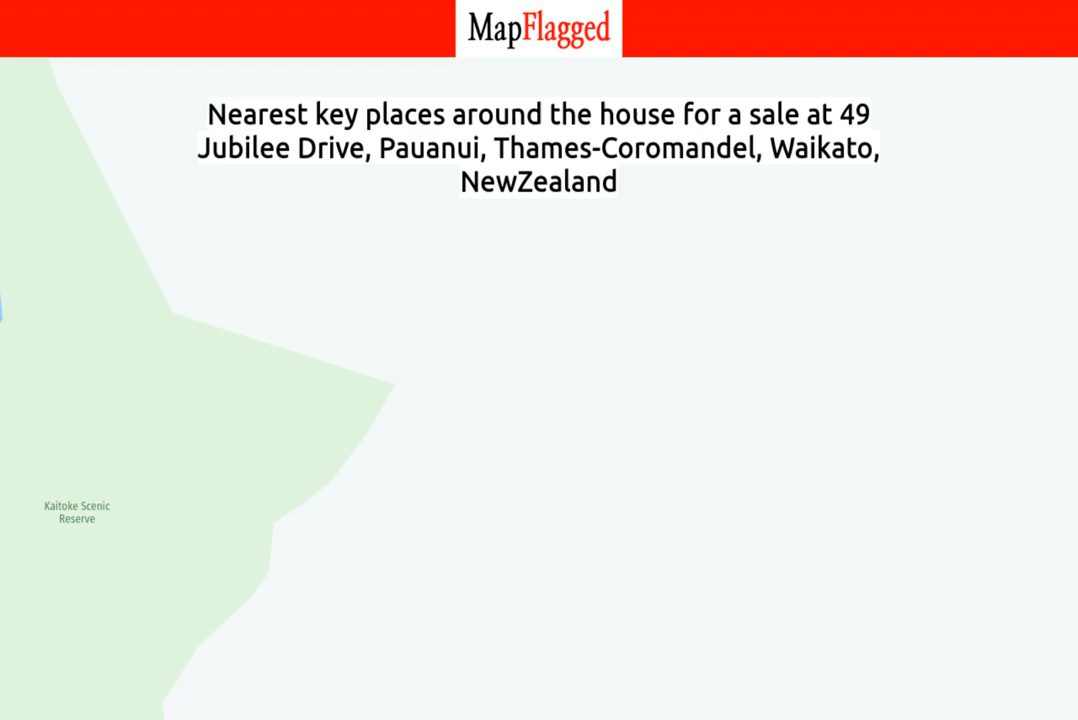 MapFlagged
Nearest key places around the house for a sale at 49
Jubilee Drive, Pauanui, Thames-Coromandel, Waikato,
NewZealand
Kaitoke Scenic
Reserve